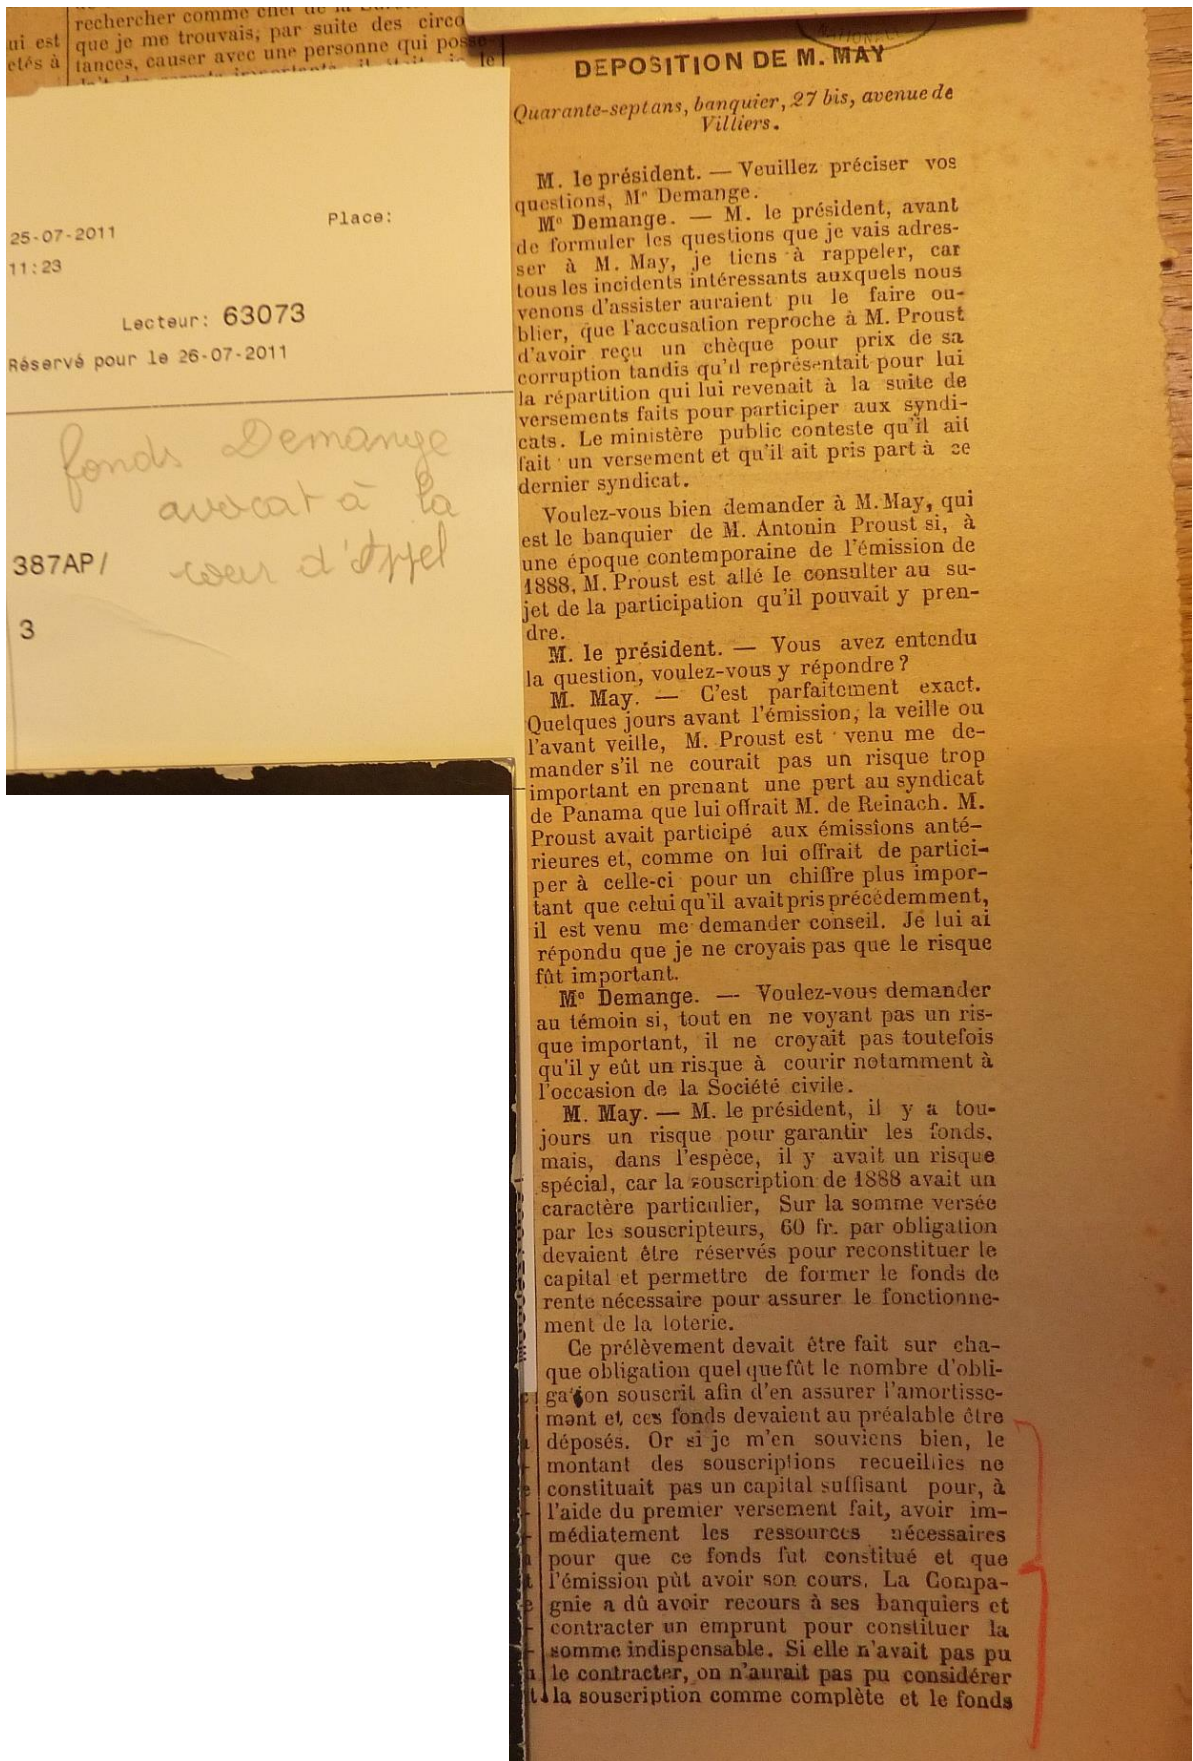 rechercher comme chef de la
ui est
que je me trouvais, par suite des circo
ctés à
tances, causer avec une personne qui posse
le
25-07-2011
Place:
11:23
Lecteur: 63073
Réservé pour le 26-07-2011
fonds Demange
avocat à la
cour d'Appel
387AP/
3
NATIONALE
DEPOSITION DE M. MAY
Quarante-sept ans, banquier, 27 bis, avenue de
Villiers.
M. le président. — Veuillez préciser vos
questions, Me Demange.
Me Demange. — M. le président, avant
de formuler les questions que je vais adres-
ser à M. May, je tiens à rappeler, car
tous les incidents intéressants auxquels nous
venons d'assister auraient pu le faire ou-
blier, que l'accusation reproche à M. Proust
d'avoir reçu un chèque pour prix de sa
corruption tandis qu'il représentait pour lui
la répartition qui lui revenait à la suite de
versements faits pour participer aux syndi-
cats. Le ministère public conteste qu'il ait
fait un versement et qu'il ait pris part à ce
dernier syndicat.
Voulez-vous bien demander à M. May, qui
est le banquier de M. Antonin Proust si, à
une époque contemporaine de l'émission de
1888, M. Proust est allé le consulter au su-
jet de la participation qu'il pouvait y pren-
dre.
M. le président. — Vous avez entendu
la question, voulez-vous y répondre ?
M. May. — C'est parfaitement exact.
Quelques jours avant l'émission, la veille ou
l'avant veille, M. Proust est venu me de-
mander s'il ne courait pas un risque trop
important en prenant une part au syndicat
de Panama que lui offrait M. de Reinach. M.
Proust avait participé aux émissions anté-
rieures et, comme on lui offrait de partici-
per à celle-ci pour un chiffre plus impor-
tant que celui qu'il avait pris précédemment,
il est venu me demander conseil. Je lui ai
répondu que je ne croyais pas que le risque
fût important.
Me Demange. — Voulez-vous demander
au témoin si, tout en ne voyant pas un ris-
que important, il ne croyait pas toutefois
qu'il y eût un risque à courir notamment à
l'occasion de la Société civile.
M. May. — M. le président, il y a tou-
jours un risque pour garantir les fonds,
mais, dans l'espèce, il y avait un risque
spécial, car la souscription de 1888 avait un
caractère particulier, Sur la somme versée
par les souscripteurs, 60 fr. par obligation
devaient être réservés pour reconstituer le
capital et permettre de former le fonds de
rente nécessaire pour assurer le fonctionne-
ment de la loterie.
Ce prélèvement devait être fait sur cha-
que obligation quel que fût le nombre d'obli-
gation souscrit afin d'en assurer l'amortisse-
ment et ces fonds devaient au préalable être
déposés. Or si je m'en souviens bien, le
montant des souscriptions recueillies ne
constituait pas un capital suffisant pour, à
l'aide du premier versement fait, avoir im-
médiatement les ressources nécessaires
pour que ce fonds fut constitué et que
l'émission pût avoir son cours. La Compa-
gnie a dû avoir recours à ses banquiers et
contracter un emprunt pour constituer la
somme indispensable. Si elle n'avait pas pu
le contracter, on n'aurait pas pu considérer
la souscription comme complète et le fonds